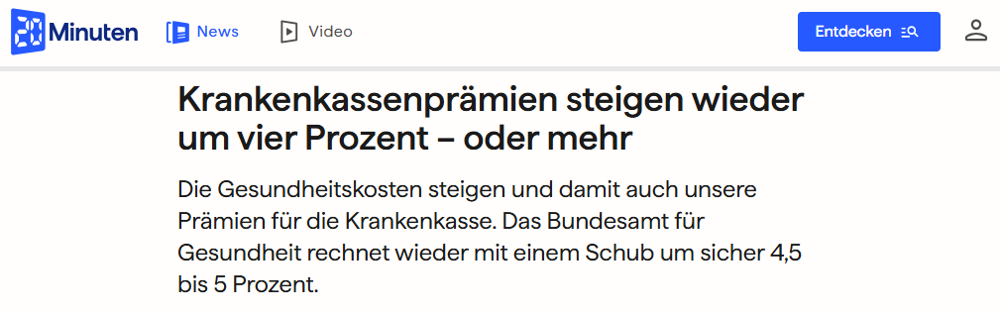 20 Minuten News Video Entdecken
Krankenkassenprämien steigen wieder
um vier Prozent – oder mehr
Die Gesundheitskosten steigen und damit auch unsere
Prämien für die Krankenkasse. Das Bundesamt für
Gesundheit rechnet wieder mit einem Schub um sicher 4,5
bis 5 Prozent.